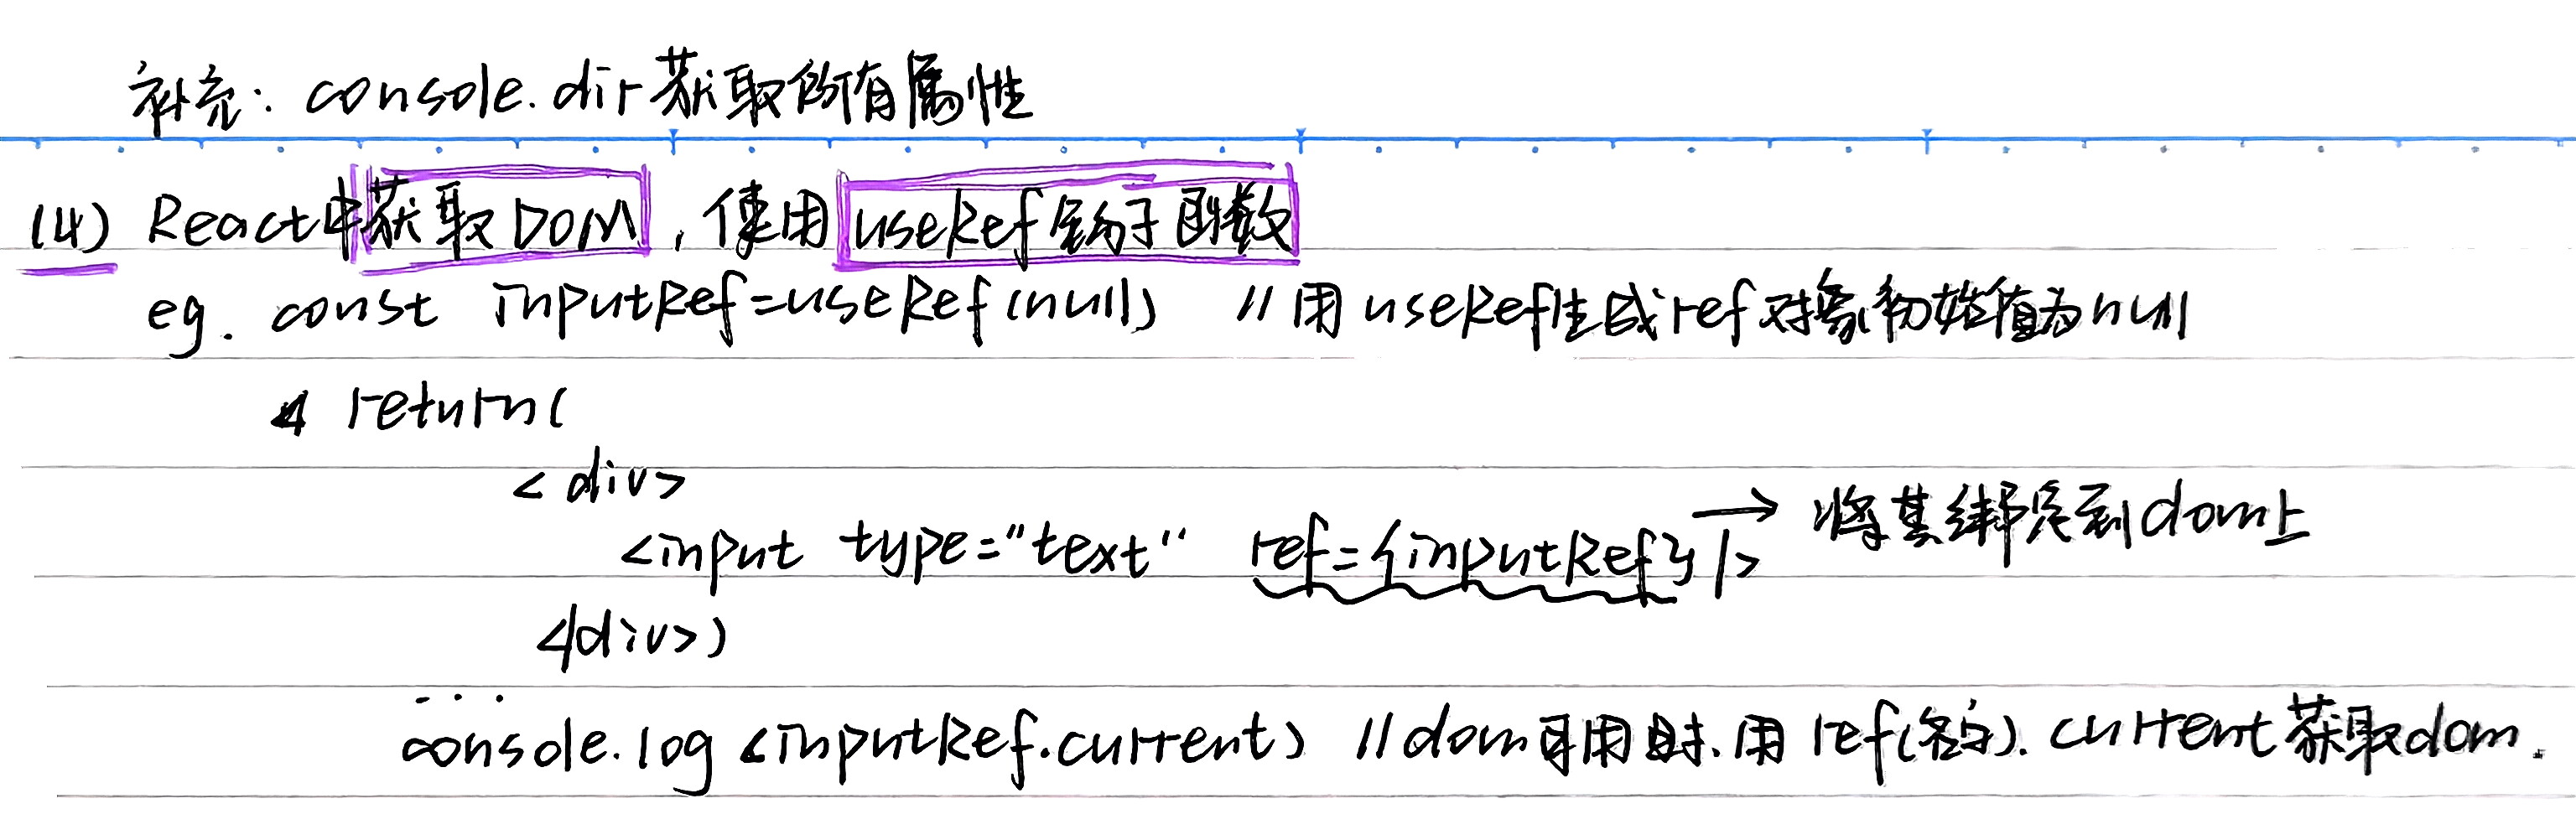 补充: console.dir获取所有属性
(4) React中获取DOM,使用useRef钩子函数
eg. const inputRef=useRef(null) //用useRef生成ref对象初始值为null
return(
<div>
<input type="text" ref={inputRef} /> → 将其绑定到dom上
</div>)
...
console.log(inputRef.current) //dom可用时.用ref(名字).current获取dom.